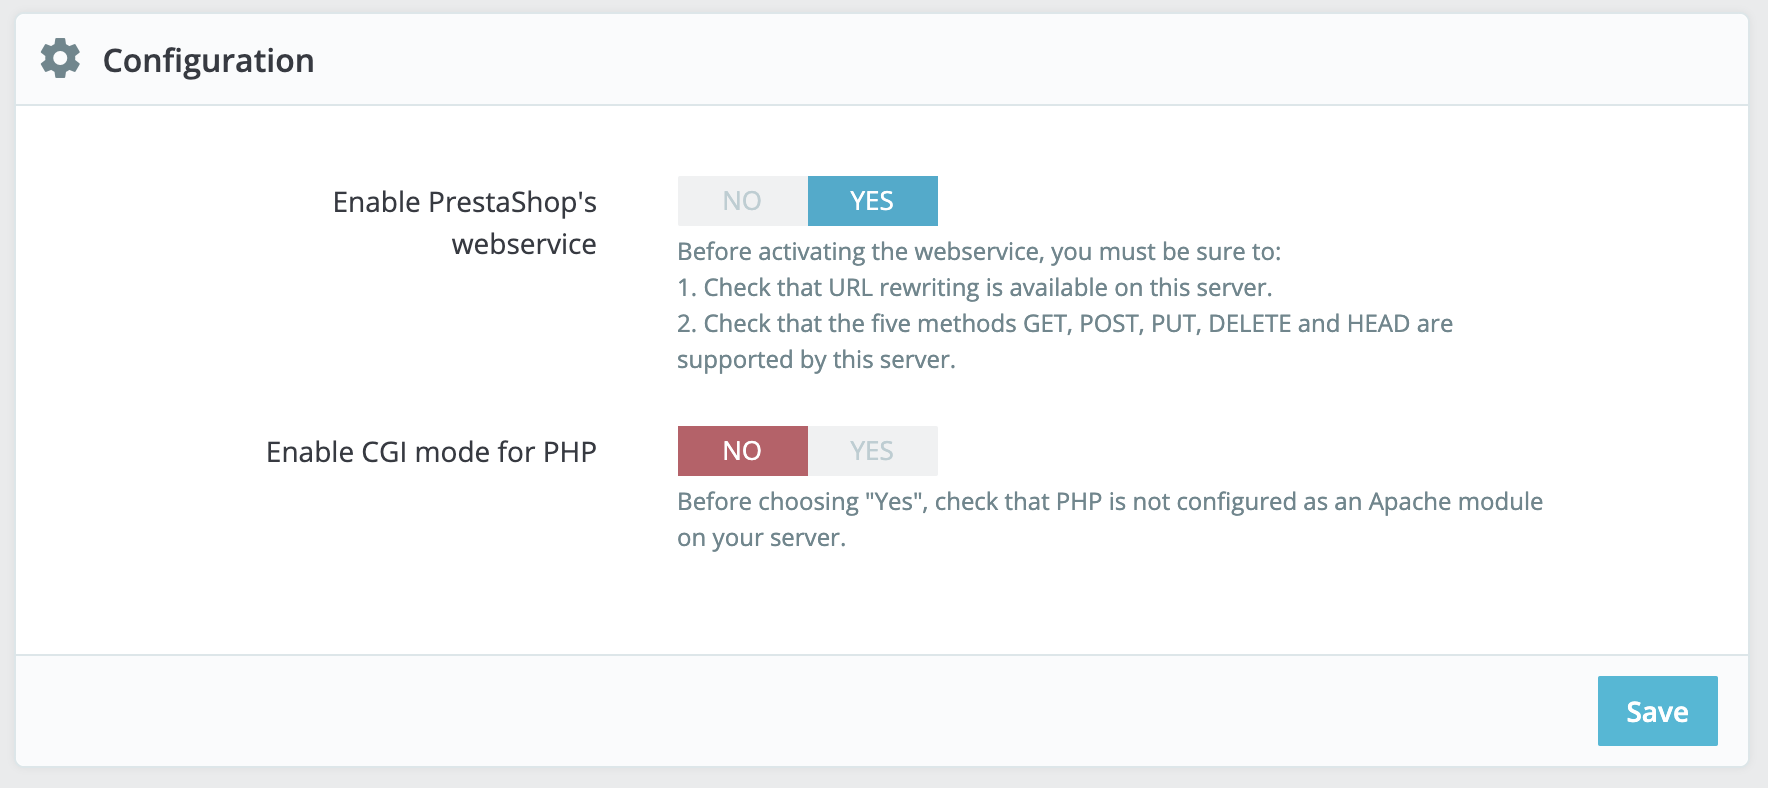 Configuration
Enable PrestaShop's
webservice
NO YES
Before activating the webservice, you must be sure to:
1. Check that URL rewriting is available on this server.
2. Check that the five methods GET, POST, PUT, DELETE and HEAD are
supported by this server.
Enable CGI mode for PHP
NO YES
Before choosing "Yes", check that PHP is not configured as an Apache module
on your server.
Save